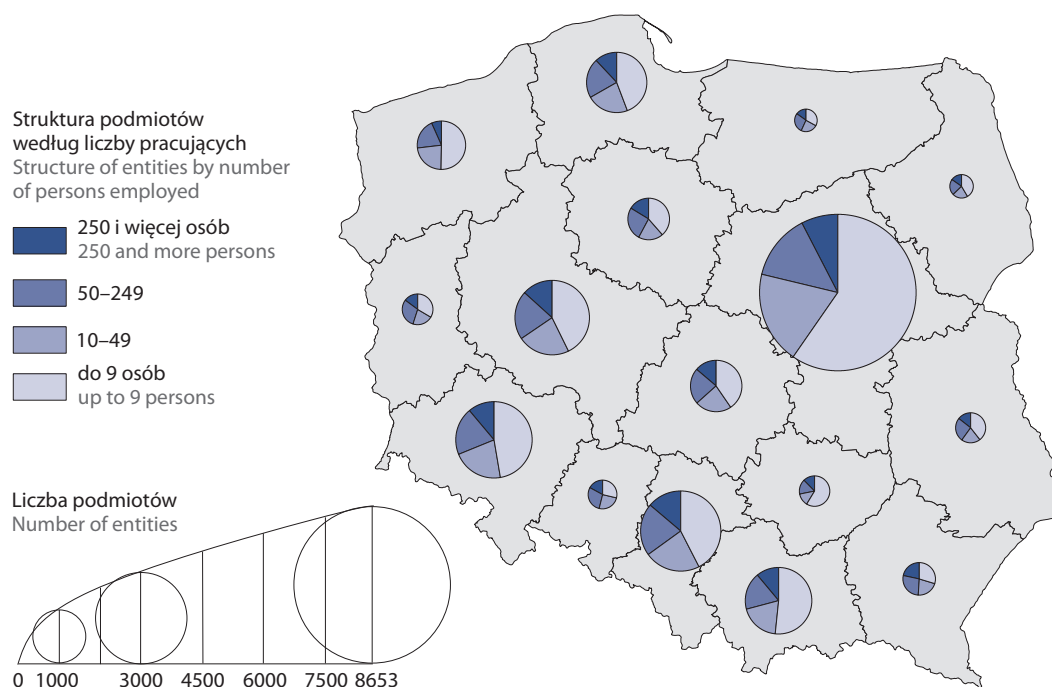 Struktura podmiotów
według liczby pracujących
Structure of entities by number
of persons employed
250 i więcej osób
250 and more persons
50–249
10–49
do 9 osób
up to 9 persons
Liczba podmiotów
Number of entities
0 1000 3000 4500 6000 7500 8653